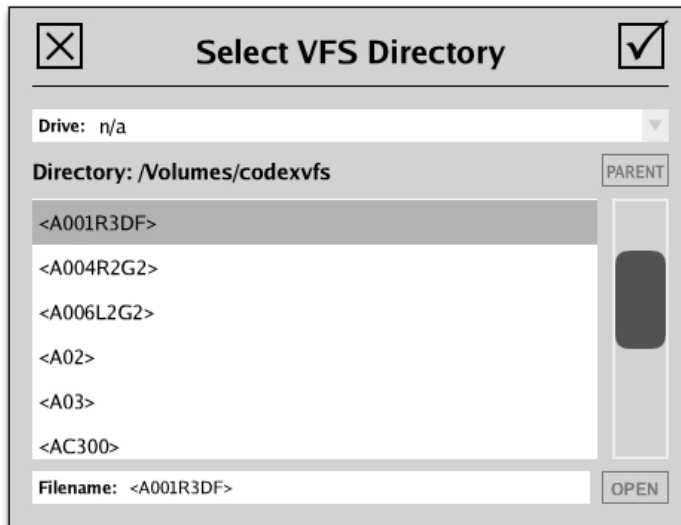 Select VFS Directory
Drive: n/a
Directory: /Volumes/codexvfs
PARENT
<A001R3DF>
<A004R2G2>
<A006L2G2>
<A02>
<A03>
<AC300>
Filename: <A001R3DF>
OPEN